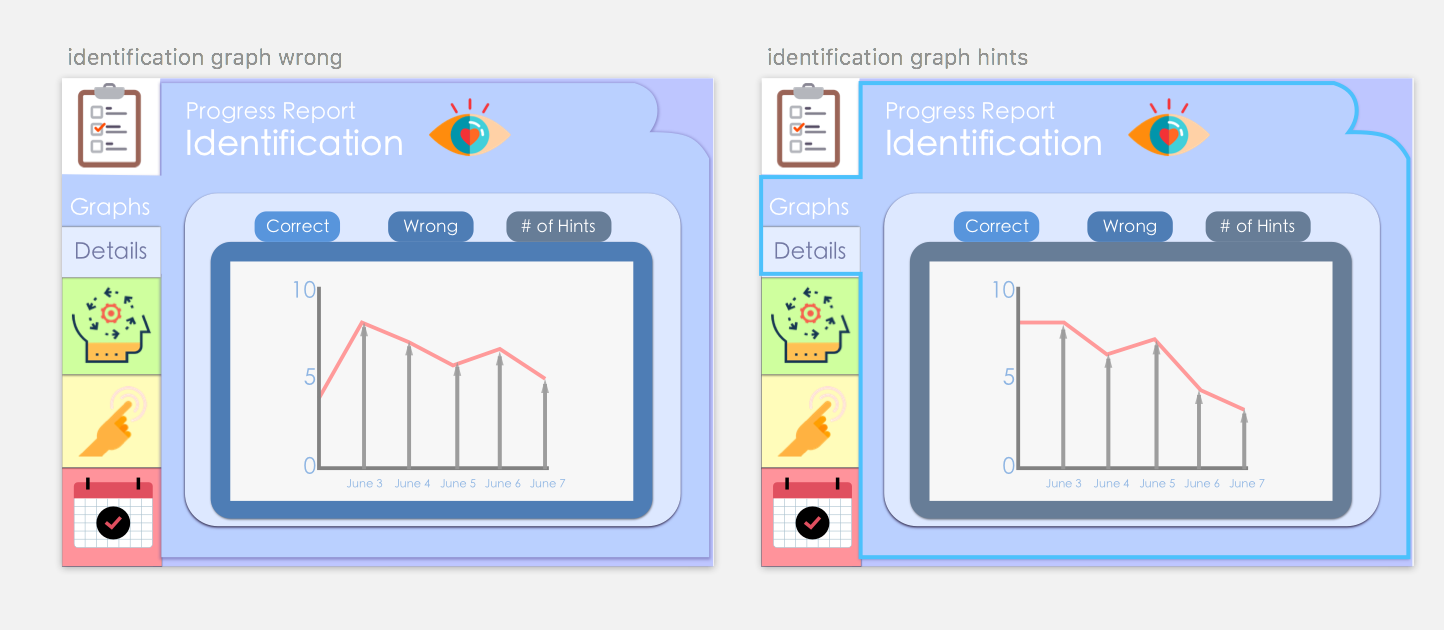 identification graph wrong
Progress Report
Identification
Graphs
Details
Correct
Wrong
# of Hints
10
5
0
June 3 June 4 June 5 June 6 June 7
identification graph hints
Progress Report
Identification
Graphs
Details
Correct
Wrong
# of Hints
10
5
0
June 3 June 4 June 5 June 6 June 7